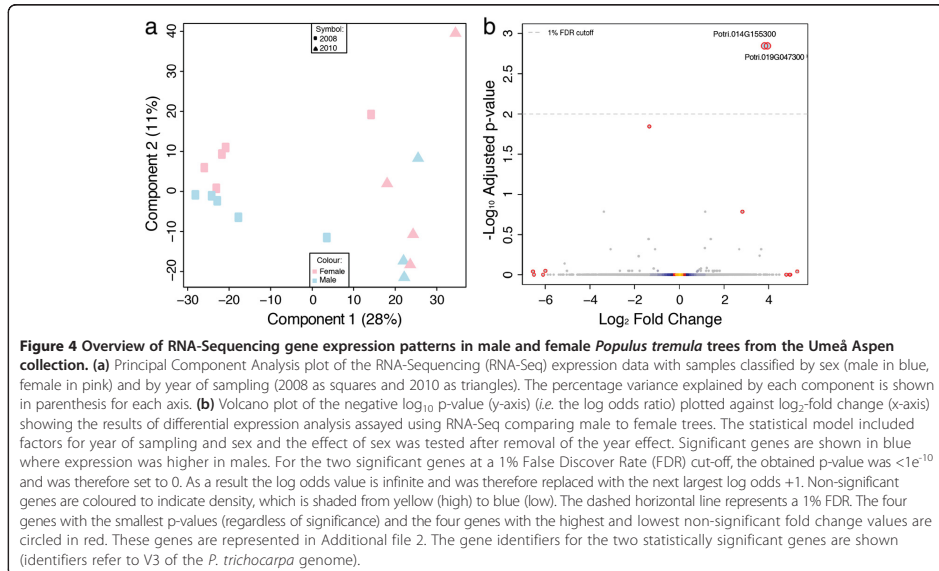 a
Symbol:
2008
2010
Component 2 (11%)
40
30
20
10
0
−10
−20
Colour:
Female
Male
−30 −20 −10 0 10 20 30
Component 1 (28%)
b
1% FDR cutoff
Potri.014G155300
Potri.019G047300
-Log10 Adjusted p-value
3
2.5
2
1.5
1
0.5
0
−6 −4 −2 0 2 4 6
Log2 Fold Change
Figure 4 Overview of RNA-Sequencing gene expression patterns in male and female Populus tremula trees from the Umeå Aspen
collection. (a) Principal Component Analysis plot of the RNA-Sequencing (RNA-Seq) expression data with samples classified by sex (male in blue,
female in pink) and by year of sampling (2008 as squares and 2010 as triangles). The percentage variance explained by each component is shown
in parenthesis for each axis. (b) Volcano plot of the negative log10 p-value (y-axis) (i.e. the log odds ratio) plotted against log2-fold change (x-axis)
showing the results of differential expression analysis assayed using RNA-Seq comparing male to female trees. The statistical model included
factors for year of sampling and sex and the effect of sex was tested after removal of the year effect. Significant genes are shown in blue
where expression was higher in males. For the two significant genes at a 1% False Discover Rate (FDR) cut-off, the obtained p-value was <1e-10
and was therefore set to 0. As a result the log odds value is infinite and was therefore replaced with the next largest log odds +1. Non-significant
genes are coloured to indicate density, which is shaded from yellow (high) to blue (low). The dashed horizontal line represents a 1% FDR. The four
genes with the smallest p-values (regardless of significance) and the four genes with the highest and lowest non-significant fold change values are
circled in red. These genes are represented in Additional file 2. The gene identifiers for the two statistically significant genes are shown
(identifiers refer to V3 of the P. trichocarpa genome).